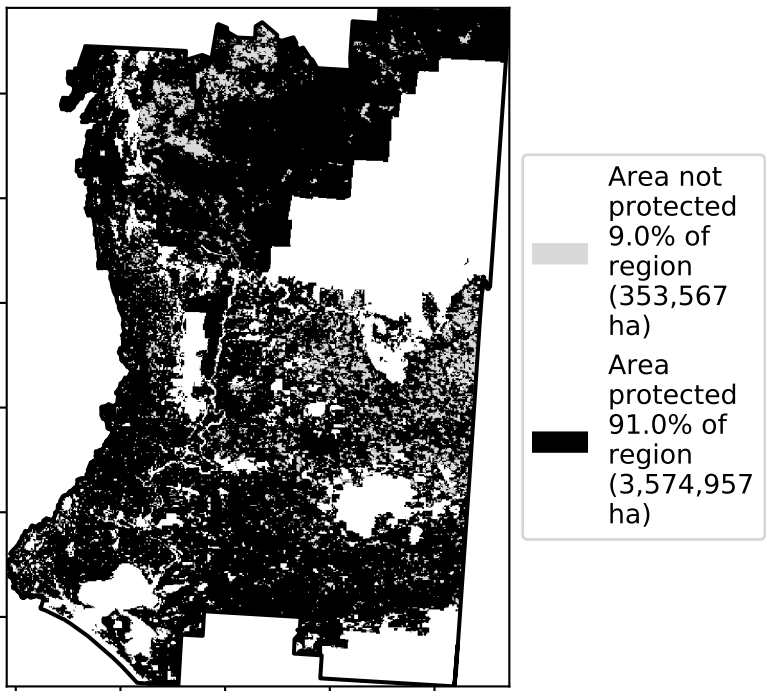 Area not
protected
9.0% of
region
(353,567
ha)
Area
protected
91.0% of
region
(3,574,957
ha)